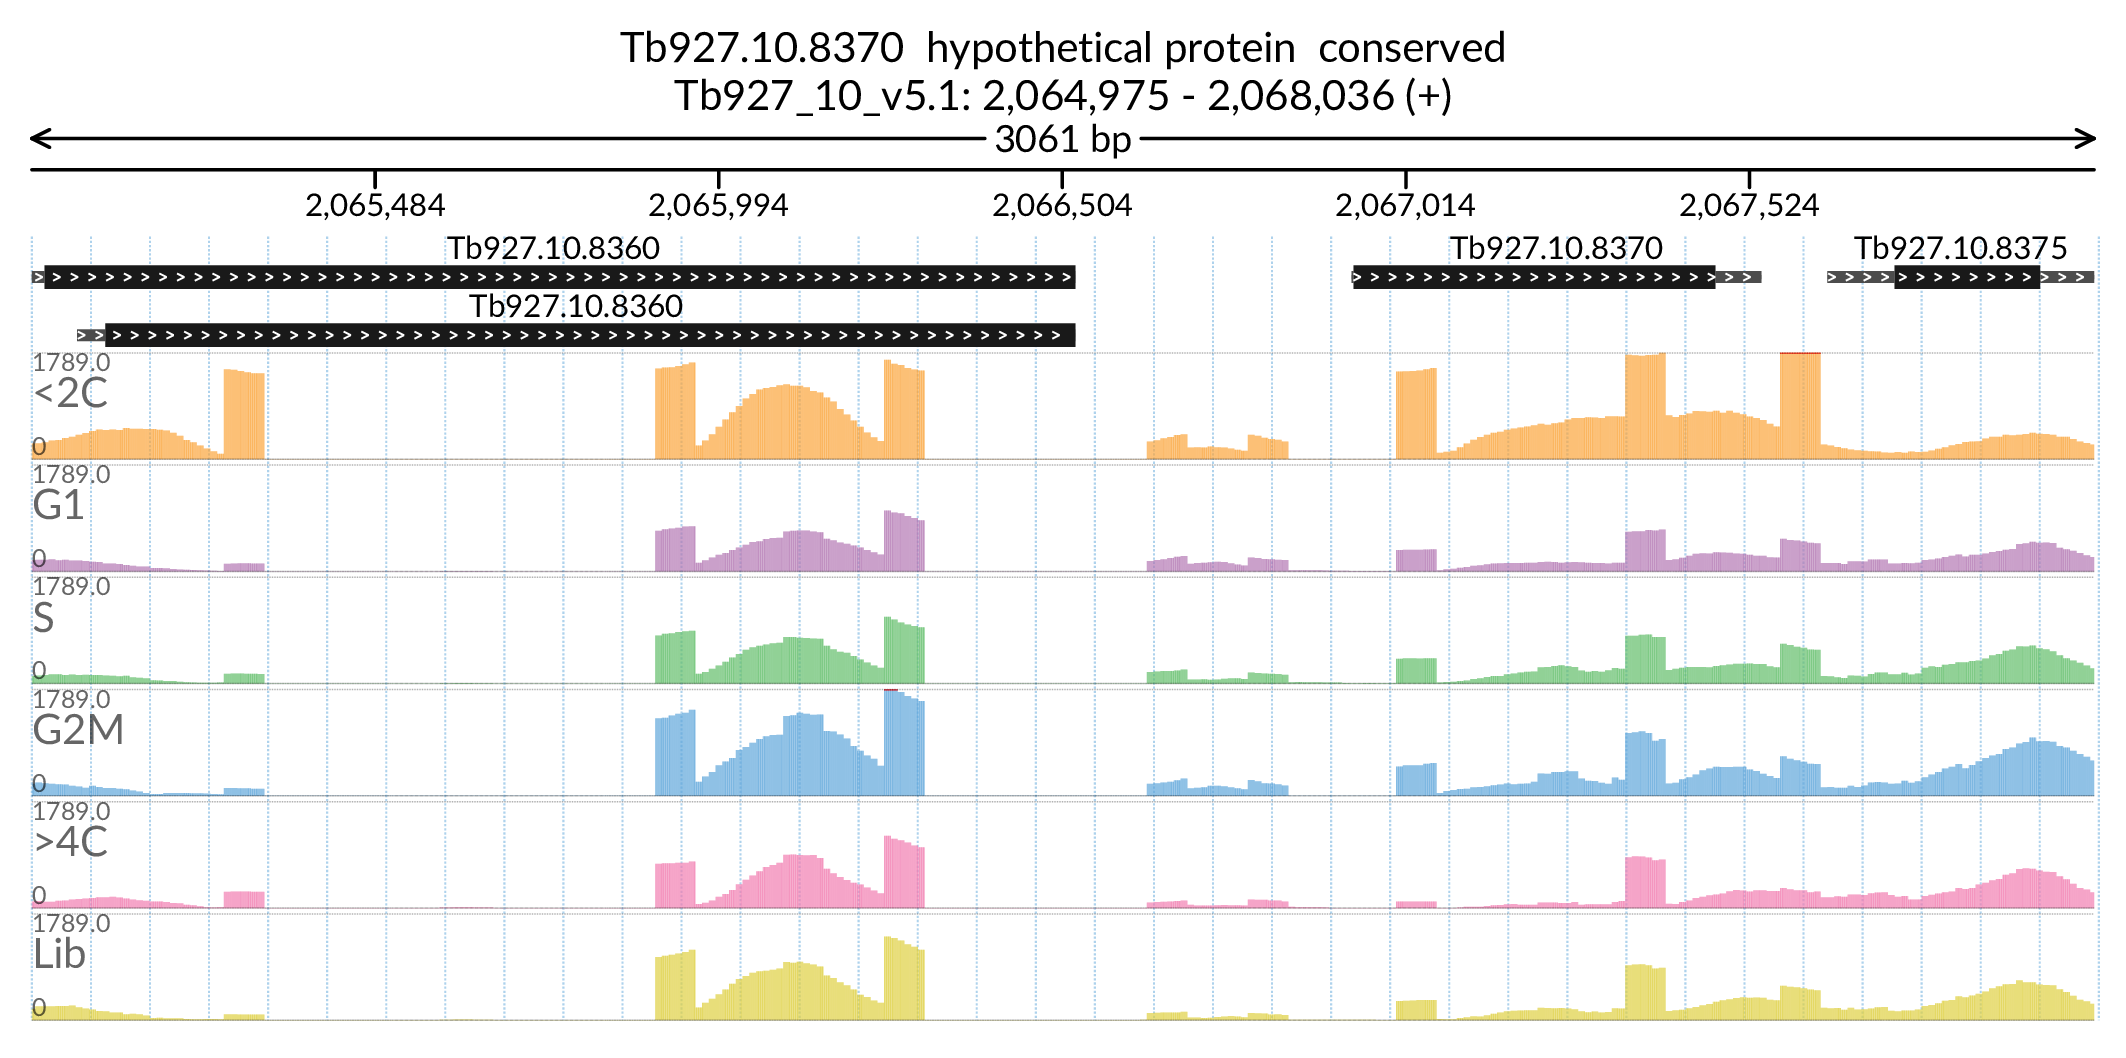 Tb927.10.8370  hypothetical protein  conserved
Tb927_10_v5.1: 2,064,975 - 2,068,036 (+)
3061 bp
2,065,484 2,065,994 2,066,504 2,067,014 2,067,524
Tb927.10.8360 Tb927.10.8370 Tb927.10.8375
Tb927.10.8360
1789.0
<2C
0
1789.0
G1
0
1789.0
S
0
1789.0
G2M
0
1789.0
>4C
0
1789.0
Lib
0